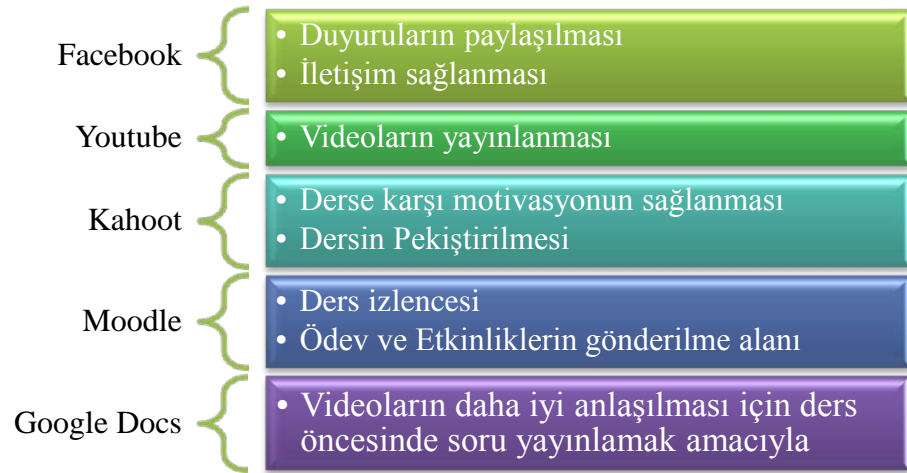 Facebook
• Duyuruların paylaşılması
• İletişim sağlanması
Youtube
• Videoların yayınlanması
Kahoot
• Derse karşı motivasyonun sağlanması
• Dersin Pekiştirilmesi
Moodle
• Ders izlencesi
• Ödev ve Etkinliklerin gönderilme alanı
Google Docs
• Videoların daha iyi anlaşılması için ders
öncesinde soru yayınlamak amacıyla